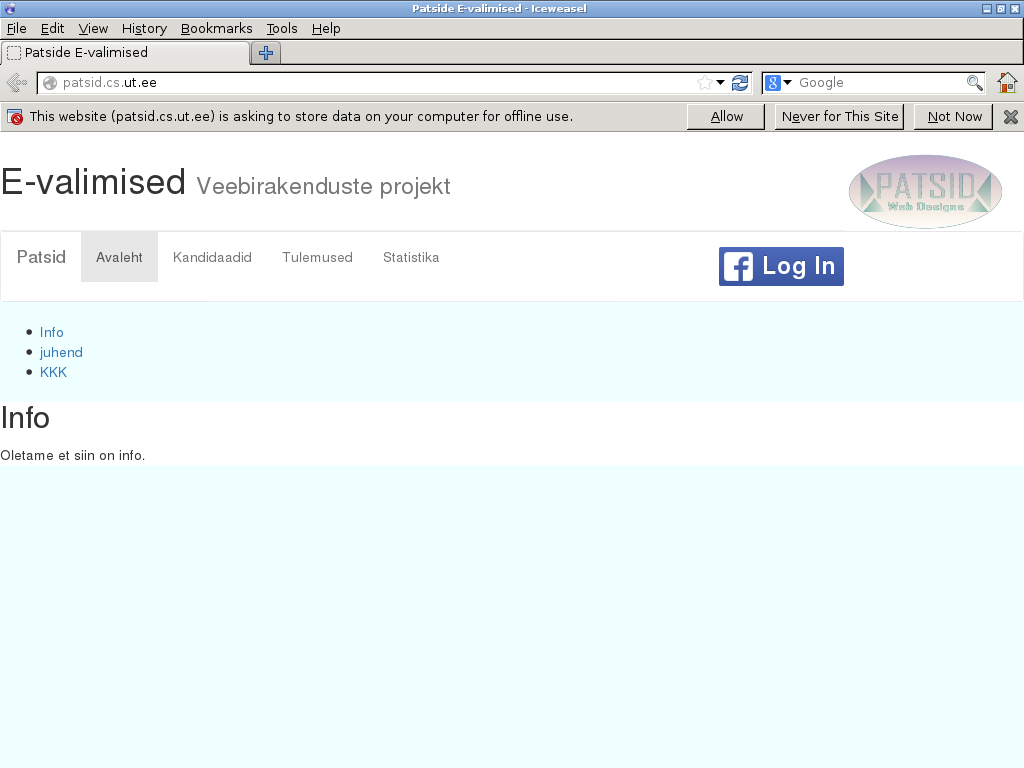 Patside E-valimised - Iceweasel
File Edit View History Bookmarks Tools Help
Patside E-valimised
patsid.cs.ut.ee Google
This website (patsid.cs.ut.ee) is asking to store data on your computer for offline use. Allow Never for This Site Not Now
E-valimised Veebirakenduste projekt
PATSID
Web Designs
Patsid Avaleht Kandidaadid Tulemused Statistika Log In
Info
juhend
KKK
Info
Oletame et siin on info.